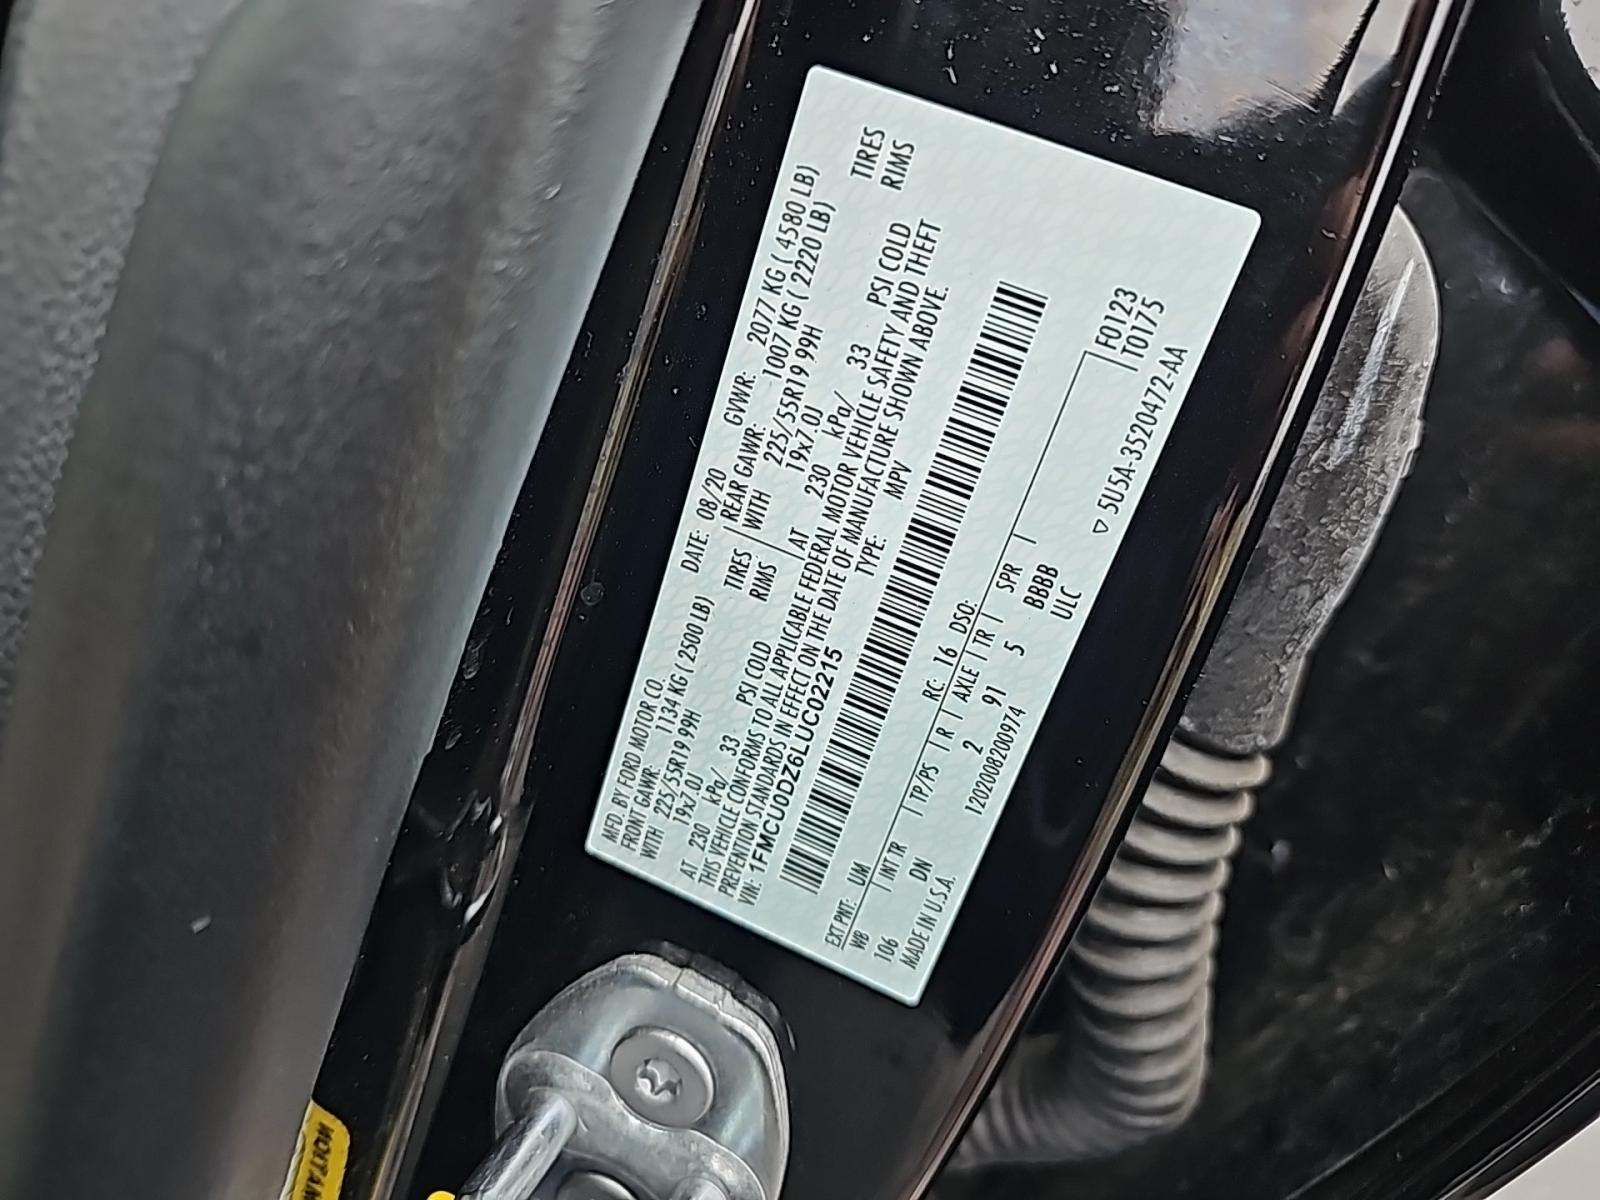 MFD. BY FORD MOTOR CO.
DATE: 08/20 GVWR: 2077 KG ( 4580 LB)
FRONT GAWR: 1134 KG ( 2500 LB) REAR GAWR: 1007 KG ( 2220 LB)
WITH 225/55R19 99H TIRES WITH 225/55R19 99H TIRES
19x7.0J RIMS 19x7.0J RIMS
AT 230 kPa/ 33 PSI COLD AT 230 kPa/ 33 PSI COLD
THIS VEHICLE CONFORMS TO ALL APPLICABLE FEDERAL MOTOR VEHICLE SAFETY AND THEFT
PREVENTION STANDARDS IN EFFECT ON THE DATE OF MANUFACTURE SHOWN ABOVE.
VIN: 1FMCU0DZ6LUC02215 TYPE: MPV
EXT PNT: UM RC: 16 DSO: F0123
WB INT TR TP/PS R AXLE TR SPR T0175
106 DN 2 91 5 BBBB
MADE IN U.S.A. 1202008200974 ULC
▽ 5U5A-3520472-AA